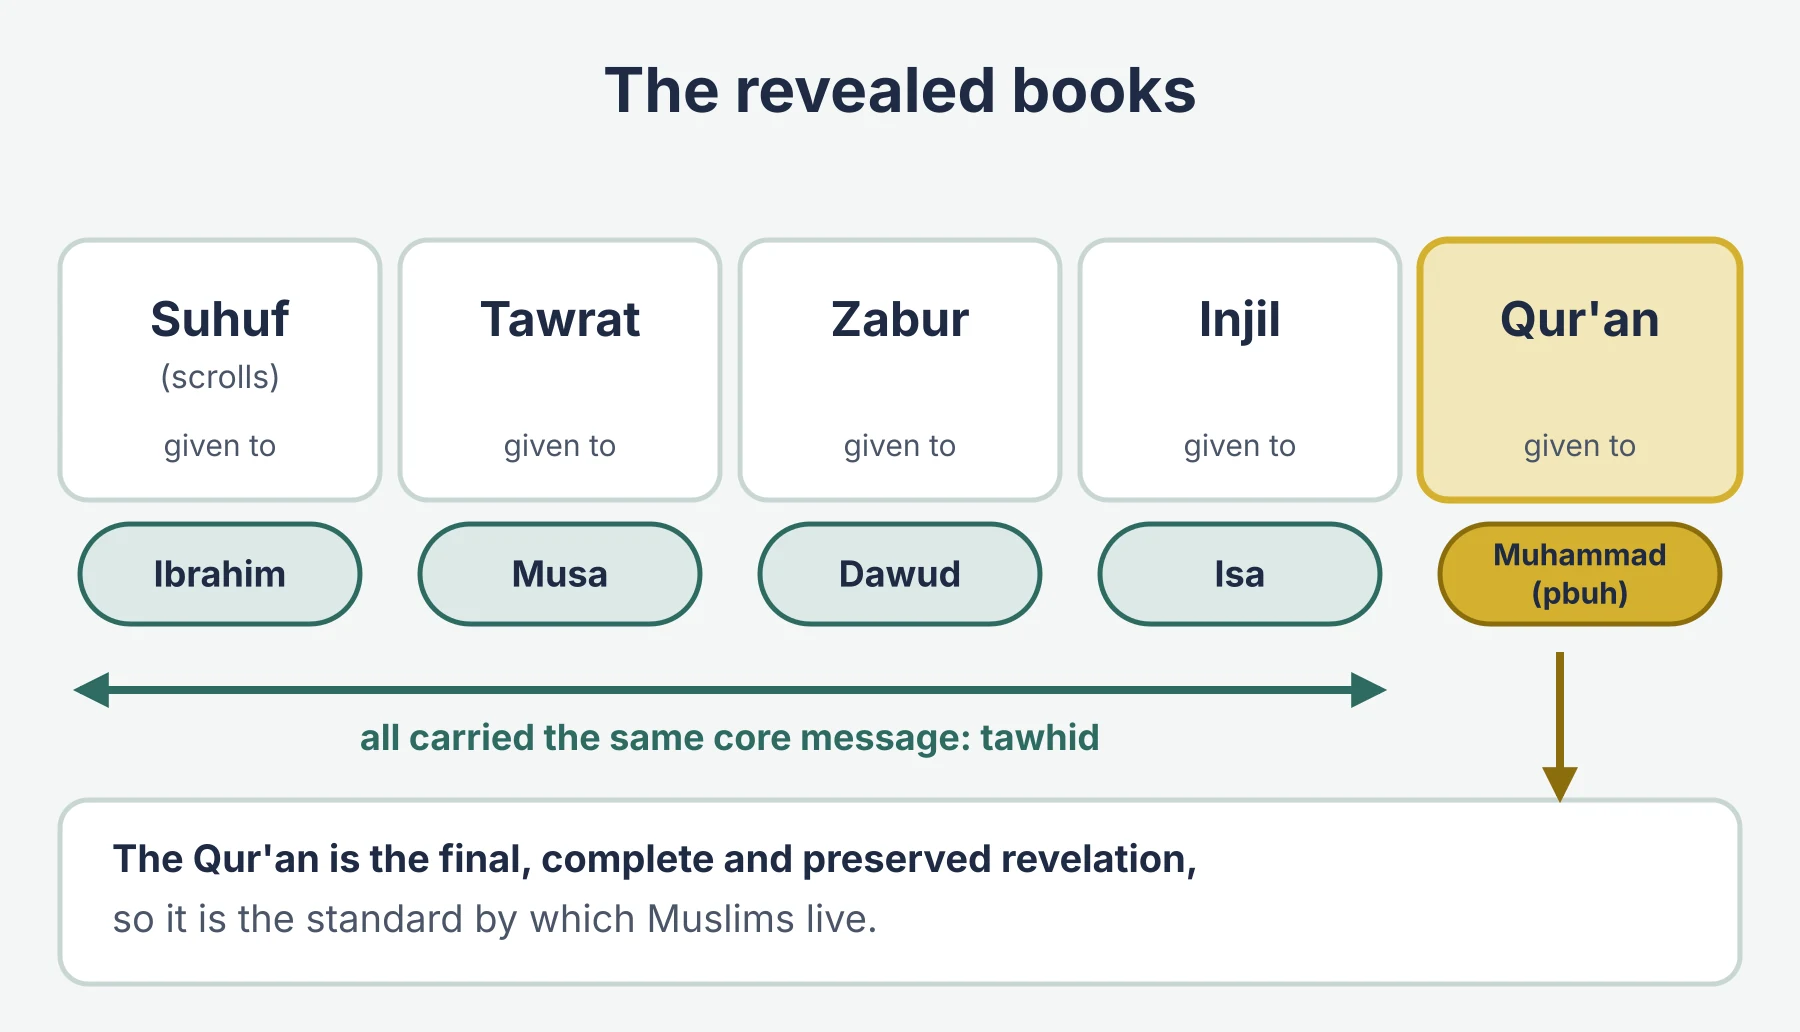 The revealed books
Suhuf
(scrolls)
given to
Ibrahim
Tawrat
given to
Musa
Zabur
given to
Dawud
Injil
given to
Isa
Qur'an
given to
Muhammad
(pbuh)
all carried the same core message: tawhid
The Qur'an is the final, complete and preserved revelation,
so it is the standard by which Muslims live.